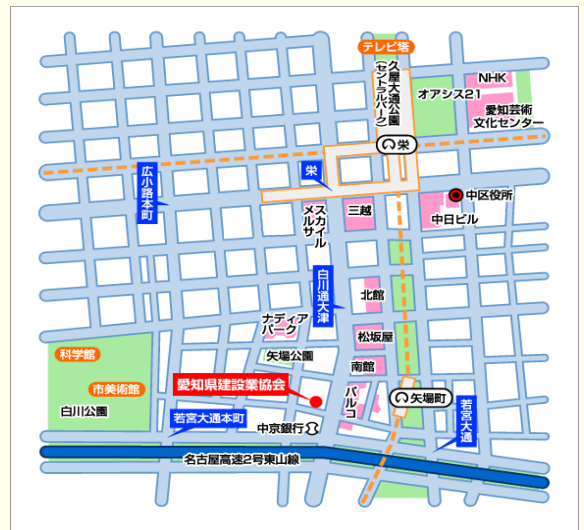 テレビ塔
久屋大通公園
(セントラルパーク)
NHK
オアシス21
愛知芸術
文化センター
栄
栄
広小路本町
中区役所
中日ビル
三越
スカイル
メルサ
白川通大津
北館
ナディア
パーク
松坂屋
矢場公園
南館
科学館
市美術館
白川公園
愛知県建設業協会
パルコ
矢場町
若宮大通
若宮大通本町
中京銀行
名古屋高速2号東山線